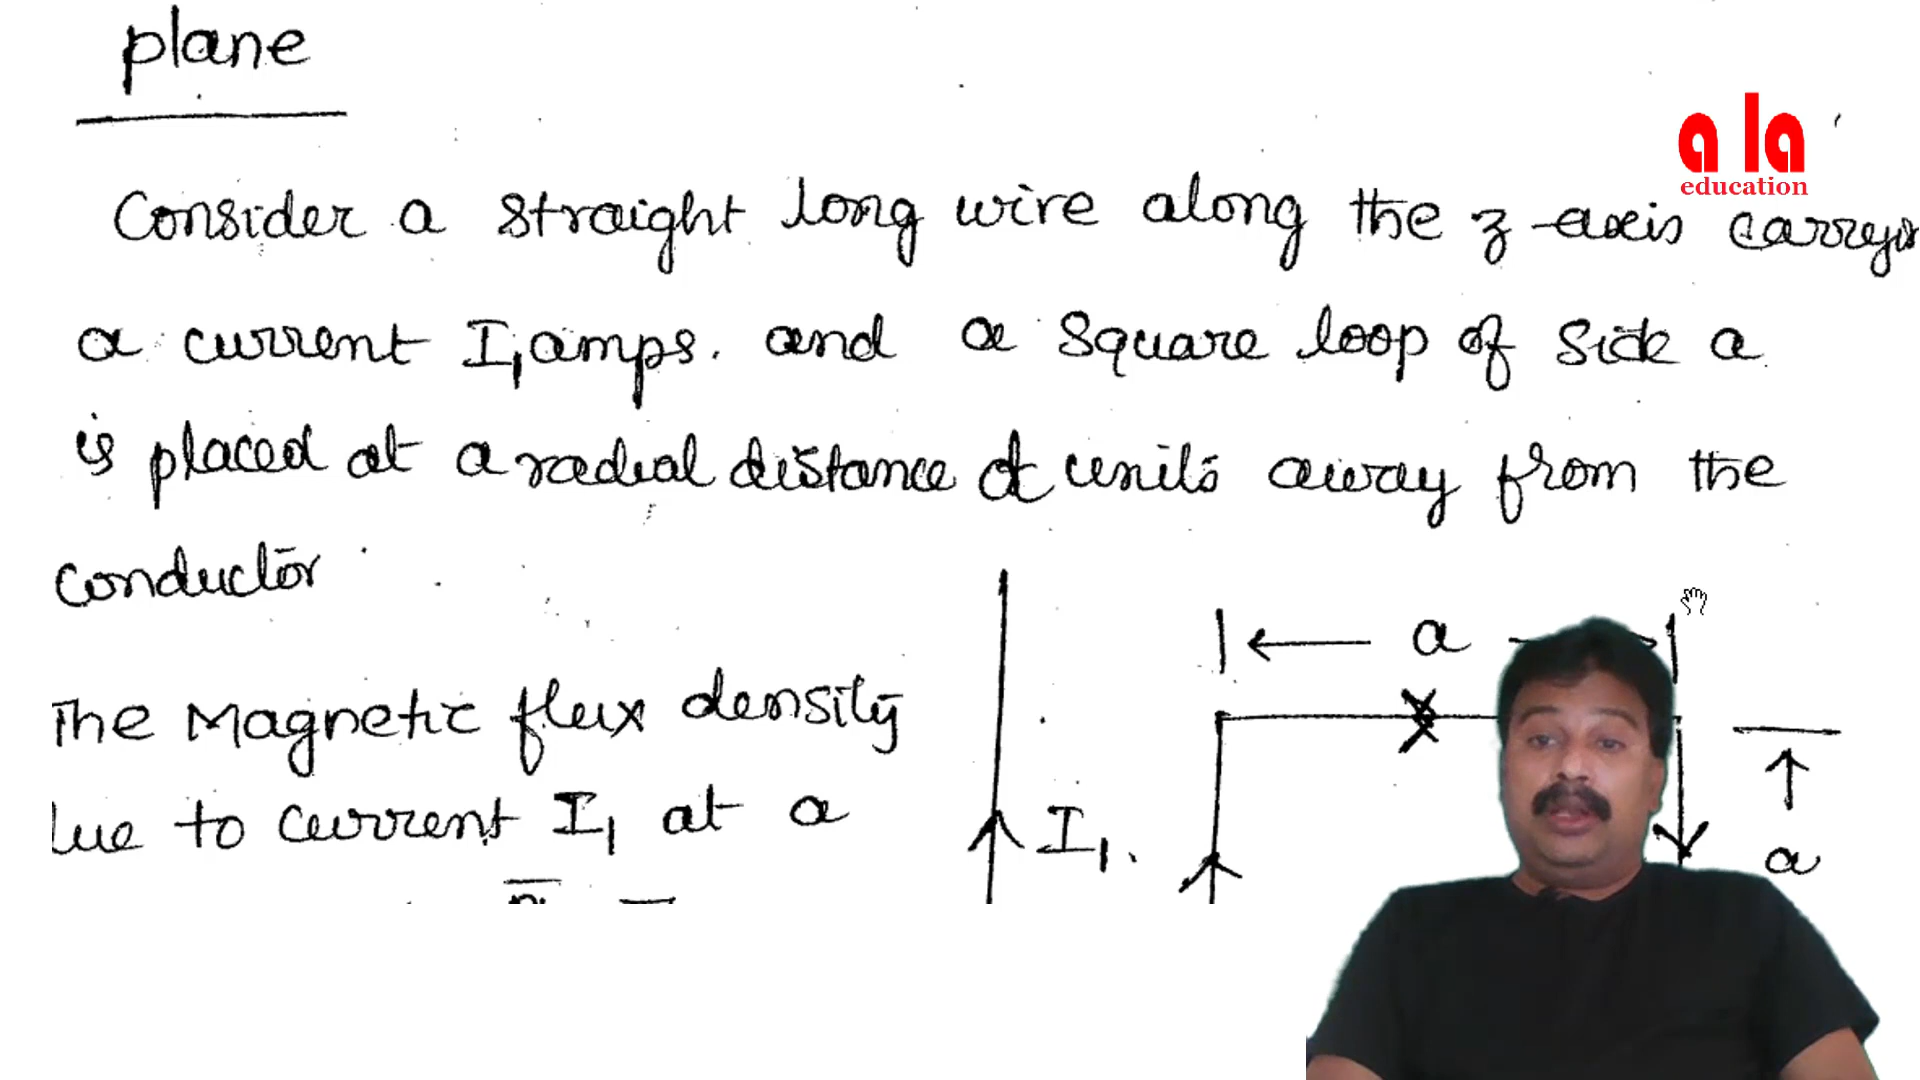 plane
a la
education
Consider a straight long wire along the z-axis carryin
a current I₁ amps. and a square loop of side a
is placed at a radial distance d units away from the
conductor
a
The Magnetic flux density
due to current I₁ at a
I₁.
a